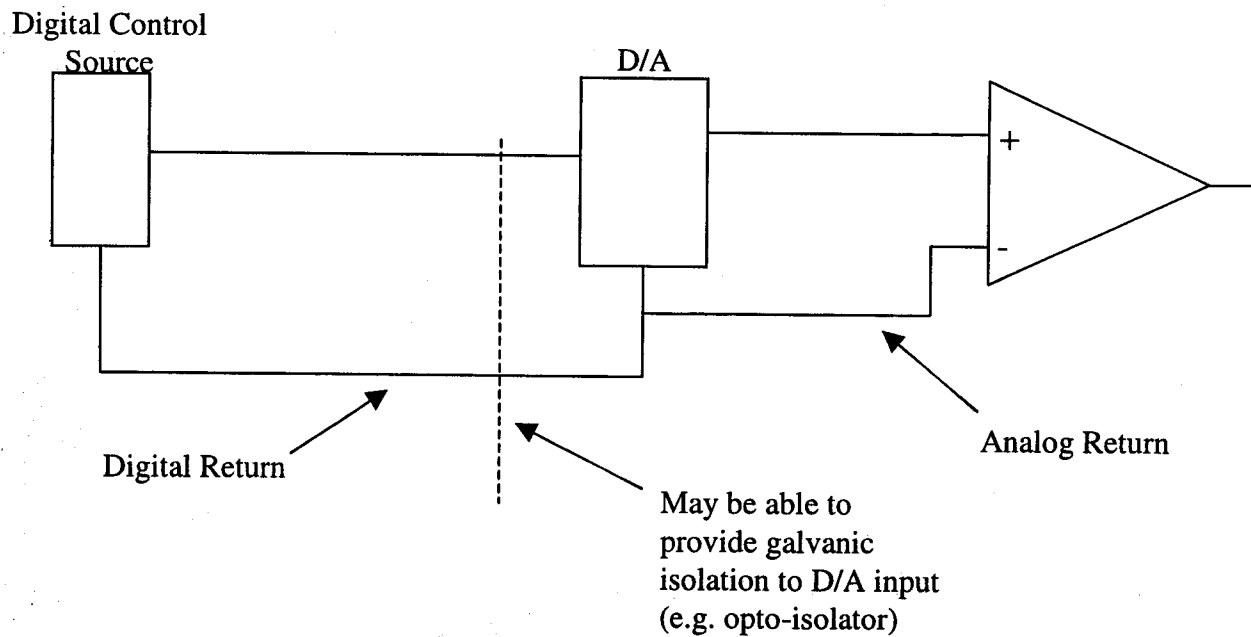 Digital Control
Source
D/A
+
-
Digital Return
Analog Return
May be able to
provide galvanic
isolation to D/A input
(e.g. opto-isolator)